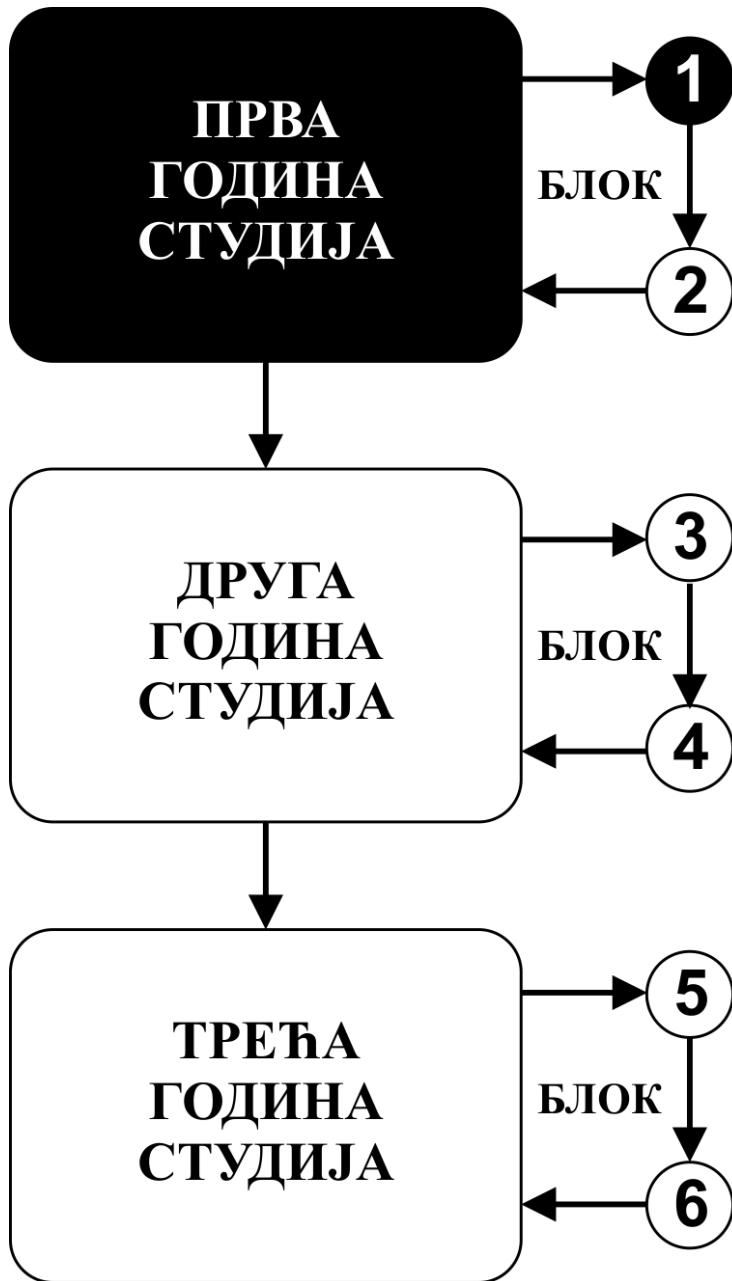 ПРВА
ГОДИНА
СТУДИЈА
1
БЛОК
2
ДРУГА
ГОДИНА
СТУДИЈА
3
БЛОК
4
ТРЕЋА
ГОДИНА
СТУДИЈА
5
БЛОК
6